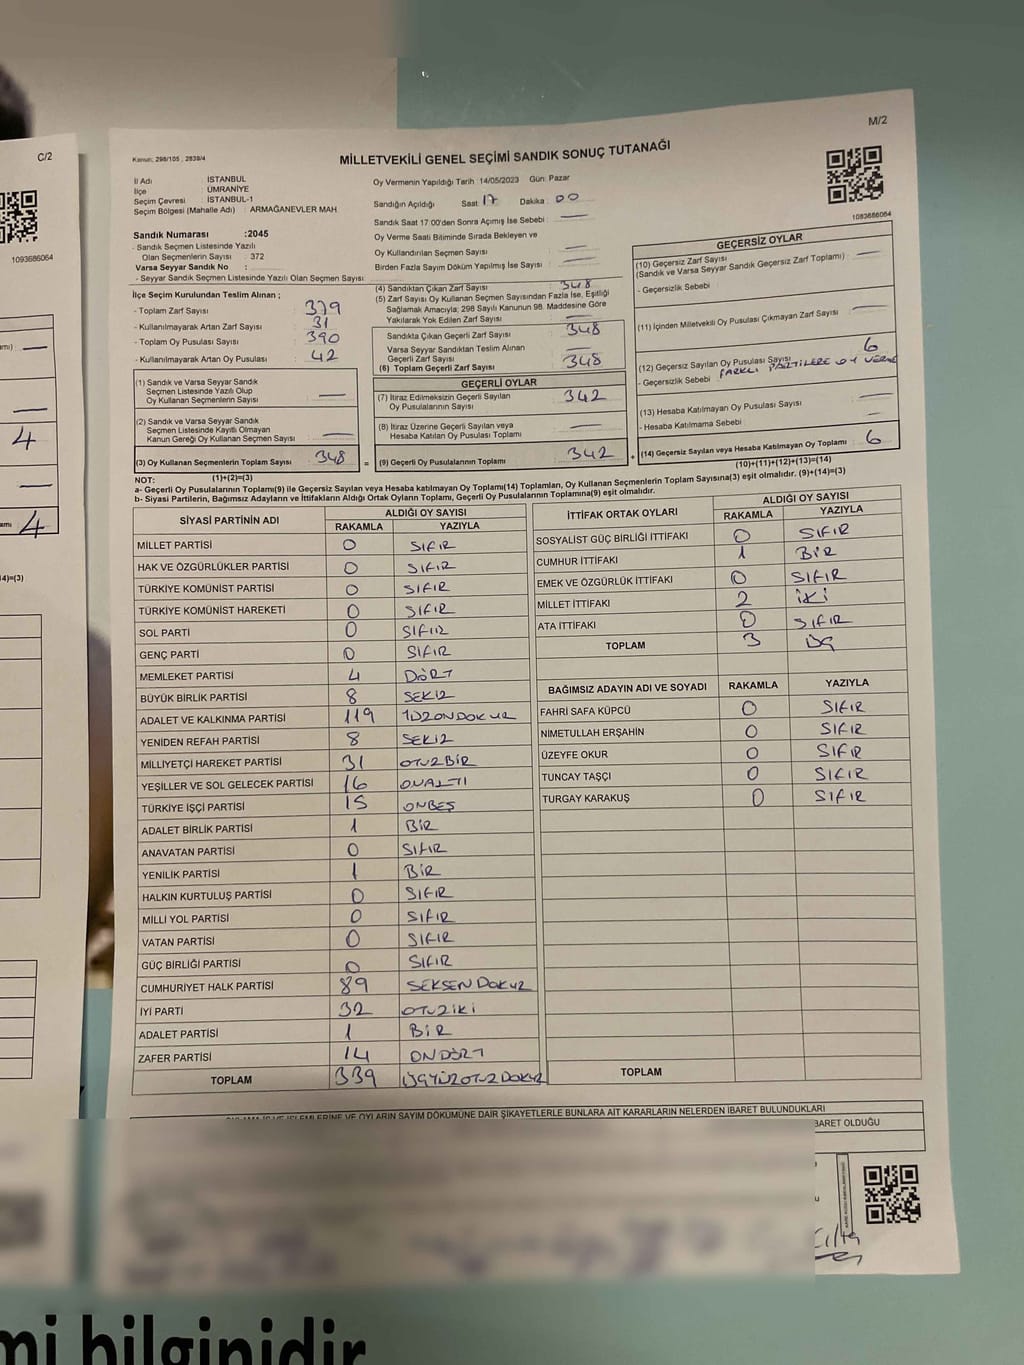 C/2
1093686064
amı)
4
amı 4
14)=(3)
M/2
Kanun: 298/105 , 2839/4
MİLLETVEKİLİ GENEL SEÇİMİ SANDIK SONUÇ TUTANAĞI
İl Adı : İSTANBUL
İlçe : ÜMRANİYE
Seçim Çevresi : İSTANBUL-1
Seçim Bölgesi (Mahalle Adı) : ARMAĞANEVLER MAH.
Sandık Numarası :2045
- Sandık Seçmen Listesinde Yazılı
Olan Seçmenlerin Sayısı : 372
Varsa Seyyar Sandık No :
- Seyyar Sandık Seçmen Listesinde Yazılı Olan Seçmen Sayısı :
Oy Vermenin Yapıldığı Tarih :14/05/2023 Gün: Pazar
Sandığın Açıldığı Saat 17 Dakika : 00
Sandık Saat 17:00'den Sonra Açılmış İse Sebebi : —
Oy Verme Saati Bitiminde Sırada Bekleyen ve
Oy Kullandırılan Seçmen Sayısı : —
Birden Fazla Sayım Döküm Yapılmış İse Sayısı : —
1093686064
İlçe Seçim Kurulundan Teslim Alınan ;
- Toplam Zarf Sayısı : 379
- Kullanılmayarak Artan Zarf Sayısı : 31
- Toplam Oy Pusulası Sayısı : 390
- Kullanılmayarak Artan Oy Pusulası : 42
(4) Sandıktan Çıkan Zarf Sayısı : 348
(5) Zarf Sayısı Oy Kullanan Seçmen Sayısından Fazla İse, Eşitliği
Sağlamak Amacıyla; 298 Sayılı Kanunun 98. Maddesine Göre
Yakılarak Yok Edilen Zarf Sayısı : —
Sandıkta Çıkan Geçerli Zarf Sayısı : 348
Varsa Seyyar Sandıktan Teslim Alınan
Geçerli Zarf Sayısı : —
(6) Toplam Geçerli Zarf Sayısı : 348
GEÇERSİZ OYLAR
(10) Geçersiz Zarf Sayısı
(Sandık ve Varsa Seyyar Sandık Geçersiz Zarf Toplamı) : —
- Geçersizlik Sebebi :
(11) İçinden Milletvekili Oy Pusulası Çıkmayan Zarf Sayısı : —
(12) Geçersiz Sayılan Oy Pusulası Sayısı : 6
- Geçersizlik Sebebi : FARKLI PARTİLERE OY VERME
(13) Hesaba Katılmayan Oy Pusulası Sayısı : —
- Hesaba Katılmama Sebebi : —
(14) Geçersiz Sayılan veya Hesaba Katılmayan Oy Toplamı : 6
(10)+(11)+(12)+(13)=(14)
(1) Sandık ve Varsa Seyyar Sandık
Seçmen Listesinde Yazılı Olup
Oy Kullanan Seçmenlerin Sayısı : —
(2) Sandık ve Varsa Seyyar Sandık
Seçmen Listesinde Kayıtlı Olmayan
Kanun Gereği Oy Kullanan Seçmen Sayısı : —
(3) Oy Kullanan Seçmenlerin Toplam Sayısı : 348 =
(1)+(2)=(3)
GEÇERLİ OYLAR
(7) İtiraz Edilmeksizin Geçerli Sayılan
Oy Pusulalarının Sayısı : 342
(8) İtiraz Üzerine Geçerli Sayılan veya
Hesaba Katılan Oy Pusulası Toplamı : —
(9) Geçerli Oy Pusulalarının Toplamı : 342 +
NOT:
a- Geçerli Oy Pusulaları Toplamı(9) ile Geçersiz Sayılan veya Hesaba Katılmayan Oy Toplamı(14) Toplamları, Oy Kullanan Seçmenlerin Toplam Sayısına(3) eşit olmalıdır. (9)+(14)=(3)
b- Siyasi Partilerin, Bağımsız Adayların ve İttifakların Aldığı Ortak Oyların Toplamı, Geçerli Oy Pusulalarının Toplamına(9) eşit olmalıdır.
SİYASİ PARTİNİN ADI ALDIĞI OY SAYISI
RAKAMLA YAZIYLA
MİLLET PARTİSİ 0 SIFIR
HAK VE ÖZGÜRLÜKLER PARTİSİ 0 SIFIR
TÜRKİYE KOMÜNİST PARTİSİ 0 SIFIR
TÜRKİYE KOMÜNİST HAREKETİ 0 SIFIR
SOL PARTİ 0 SIFIR
GENÇ PARTİ 0 SIFIR
MEMLEKET PARTİSİ 4 DÖRT
BÜYÜK BİRLİK PARTİSİ 8 SEKİZ
ADALET VE KALKINMA PARTİSİ 119 YÜZONDOKUZ
YENİDEN REFAH PARTİSİ 8 SEKİZ
MİLLİYETÇİ HAREKET PARTİSİ 31 OTUZBİR
YEŞİLLER VE SOL GELECEK PARTİSİ 16 ONALTI
TÜRKİYE İŞÇİ PARTİSİ 15 ONBEŞ
ADALET BİRLİK PARTİSİ 1 BİR
ANAVATAN PARTİSİ 0 SIFIR
YENİLİK PARTİSİ 1 BİR
HALKIN KURTULUŞ PARTİSİ 0 SIFIR
MİLLİ YOL PARTİSİ 0 SIFIR
VATAN PARTİSİ 0 SIFIR
GÜÇ BİRLİĞİ PARTİSİ 0 SIFIR
CUMHURİYET HALK PARTİSİ 89 SEKSENDOKUZ
İYİ PARTİ 32 OTUZİKİ
ADALET PARTİSİ 1 BİR
ZAFER PARTİSİ 14 ONDÖRT
TOPLAM 339 ÜÇYÜZOTUZDOKUZ
İTTİFAK ORTAK OYLARI ALDIĞI OY SAYISI
RAKAMLA YAZIYLA
SOSYALİST GÜÇ BİRLİĞİ İTTİFAKI 0 SIFIR
CUMHUR İTTİFAKI 1 BİR
EMEK VE ÖZGÜRLÜK İTTİFAKI 0 SIFIR
MİLLET İTTİFAKI 2 İKİ
ATA İTTİFAKI 0 SIFIR
TOPLAM 3 ÜÇ
BAĞIMSIZ ADAYIN ADI VE SOYADI RAKAMLA YAZIYLA
FAHRİ SAFA KÜPCÜ 0 SIFIR
NİMETULLAH ERŞAHİN 0 SIFIR
ÜZEYFE OKUR 0 SIFIR
TUNCAY TAŞÇI 0 SIFIR
TURGAY KARAKUŞ 0 SIFIR
TOPLAM
İŞLEMLERİNE VE OYLARIN SAYIM DÖKÜMÜNE DAİR ŞİKAYETLERLE BUNLARA AİT KARARLARIN NELERDEN İBARET BULUNDUKLARI
BARET OLDUĞU
mi bilginidir